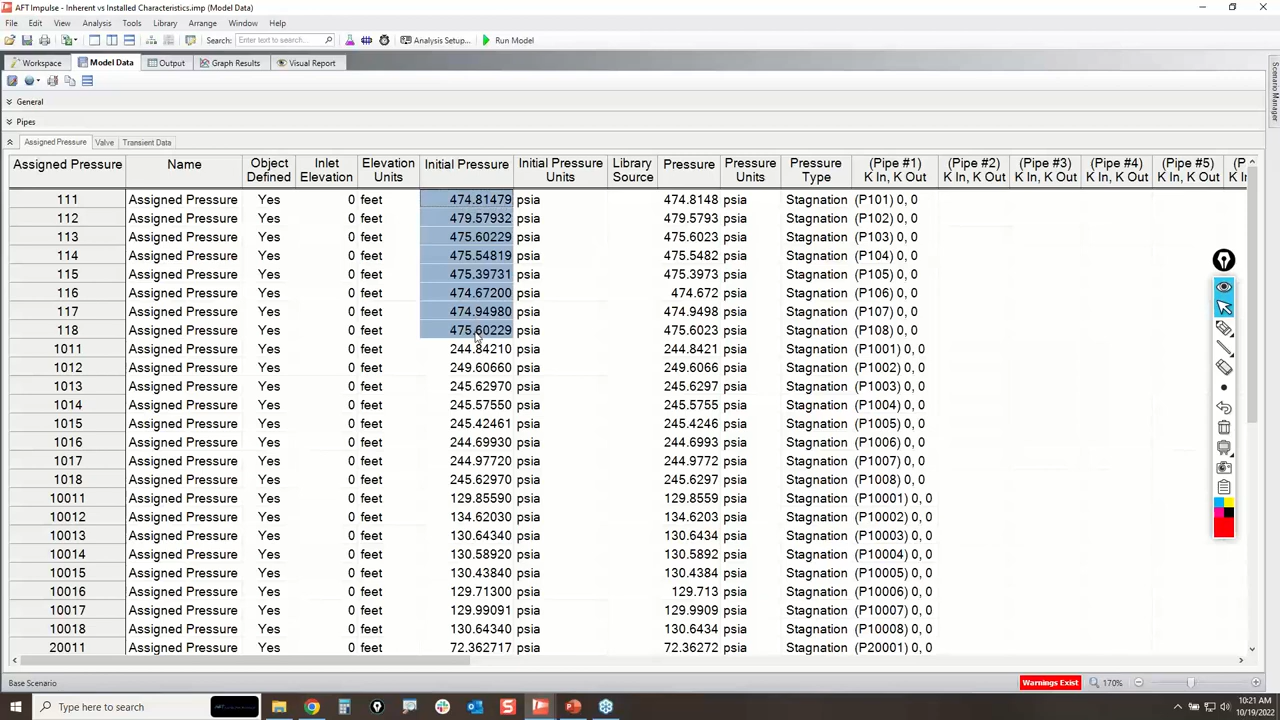 AFT Impulse - Inherent vs Installed Characteristics.imp (Model Data)
File Edit View Analysis Tools Library Arrange Window Help
Search: Enter text to search... Analysis Setup... Run Model
Workspace Model Data Output Graph Results Visual Report
General
Pipes
Assigned Pressure Valve Transient Data
Assigned Pressure Name Object Defined Inlet Elevation Elevation Units Initial Pressure Initial Pressure Units Library Source Pressure Pressure Units Pressure Type (Pipe #1) K In, K Out (Pipe #2) K In, K Out (Pipe #3) K In, K Out (Pipe #4) K In, K Out (Pipe #5) K In, K Out
111 Assigned Pressure Yes 0 feet 474.81479 psia 474.8148 psia Stagnation (P101) 0, 0
112 Assigned Pressure Yes 0 feet 479.57932 psia 479.5793 psia Stagnation (P102) 0, 0
113 Assigned Pressure Yes 0 feet 475.60229 psia 475.6023 psia Stagnation (P103) 0, 0
114 Assigned Pressure Yes 0 feet 475.54819 psia 475.5482 psia Stagnation (P104) 0, 0
115 Assigned Pressure Yes 0 feet 475.39731 psia 475.3973 psia Stagnation (P105) 0, 0
116 Assigned Pressure Yes 0 feet 474.67200 psia 474.672 psia Stagnation (P106) 0, 0
117 Assigned Pressure Yes 0 feet 474.94980 psia 474.9498 psia Stagnation (P107) 0, 0
118 Assigned Pressure Yes 0 feet 475.60229 psia 475.6023 psia Stagnation (P108) 0, 0
1011 Assigned Pressure Yes 0 feet 244.84210 psia 244.8421 psia Stagnation (P1001) 0, 0
1012 Assigned Pressure Yes 0 feet 249.60660 psia 249.6066 psia Stagnation (P1002) 0, 0
1013 Assigned Pressure Yes 0 feet 245.62970 psia 245.6297 psia Stagnation (P1003) 0, 0
1014 Assigned Pressure Yes 0 feet 245.57550 psia 245.5755 psia Stagnation (P1004) 0, 0
1015 Assigned Pressure Yes 0 feet 245.42461 psia 245.4246 psia Stagnation (P1005) 0, 0
1016 Assigned Pressure Yes 0 feet 244.69930 psia 244.6993 psia Stagnation (P1006) 0, 0
1017 Assigned Pressure Yes 0 feet 244.97720 psia 244.9772 psia Stagnation (P1007) 0, 0
1018 Assigned Pressure Yes 0 feet 245.62970 psia 245.6297 psia Stagnation (P1008) 0, 0
10011 Assigned Pressure Yes 0 feet 129.85590 psia 129.8559 psia Stagnation (P10001) 0, 0
10012 Assigned Pressure Yes 0 feet 134.62030 psia 134.6203 psia Stagnation (P10002) 0, 0
10013 Assigned Pressure Yes 0 feet 130.64340 psia 130.6434 psia Stagnation (P10003) 0, 0
10014 Assigned Pressure Yes 0 feet 130.58920 psia 130.5892 psia Stagnation (P10004) 0, 0
10015 Assigned Pressure Yes 0 feet 130.43840 psia 130.4384 psia Stagnation (P10005) 0, 0
10016 Assigned Pressure Yes 0 feet 129.71300 psia 129.713 psia Stagnation (P10006) 0, 0
10017 Assigned Pressure Yes 0 feet 129.99091 psia 129.9909 psia Stagnation (P10007) 0, 0
10018 Assigned Pressure Yes 0 feet 130.64340 psia 130.6434 psia Stagnation (P10008) 0, 0
20011 Assigned Pressure Yes 0 feet 72.362717 psia 72.36272 psia Stagnation (P20001) 0, 0
Scenario Manager
Base Scenario Warnings Exist 170%
Type here to search
10:21 AM
10/19/2022